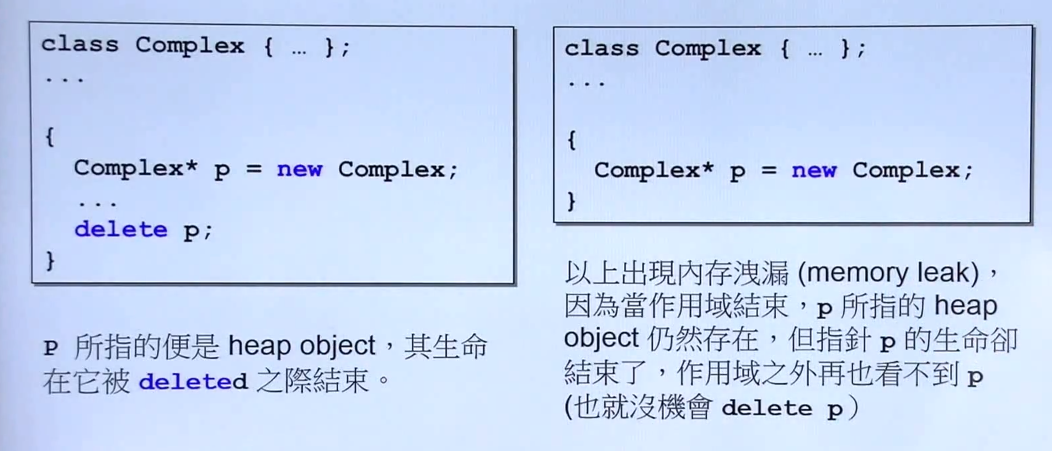 class Complex { … };
...
{
Complex* p = new Complex;
...
delete p;
}
P 所指的便是 heap object，其生命
在它被 deleted 之際結束。
class Complex { … };
...
{
Complex* p = new Complex;
}
以上出現內存洩漏 (memory leak)，
因為當作用域結束，p 所指的 heap
object 仍然存在，但指針 p 的生命卻
結束了，作用域之外再也看不到 p
(也就沒機會 delete p）